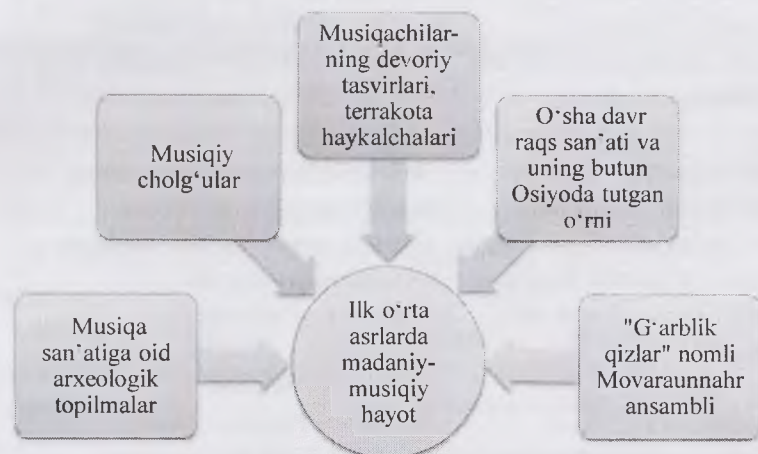 Musiqachilar-
ning devoriy
tasvirlari,
terrakota
haykalchalari
Musiqiy
cholg‘ular
O‘sha davr
raqs san‘ati va
uning butun
Osiyoda tutgan
o‘rni
Musiqa
san‘atiga oid
arxeologik
topilmalar
Ilk o‘rta
asrlarda
madaniy-
musiqiy
hayot
"G‘arblik
qizlar" nomli
Movaraunnahr
ansambli